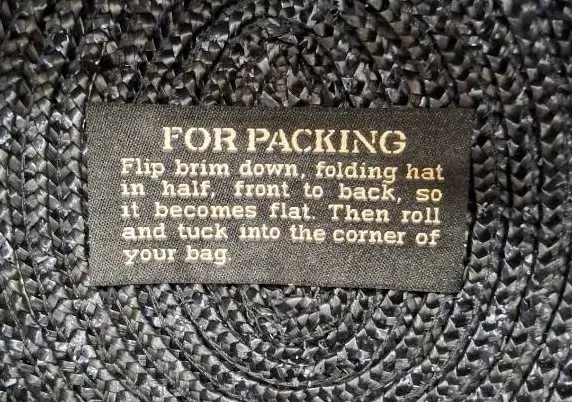 FOR PACKING
Flip brim down, folding hat
in half, front to back, so
it becomes flat. Then roll
and tuck into the corner of
your bag.